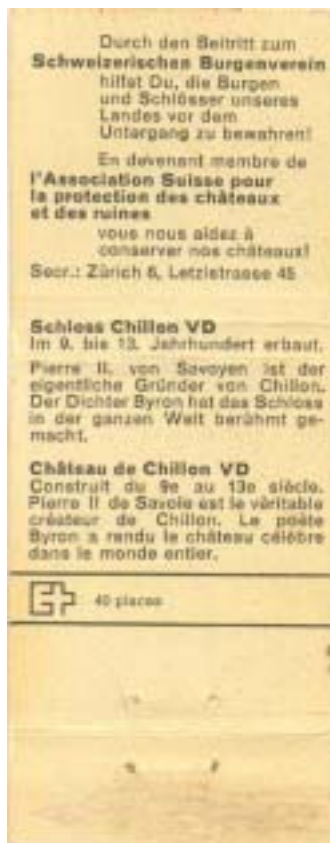 Durch den Beitritt zum
Schweizerischen Burgenverein
hilfst Du, die Burgen
und Schlösser unseres
Landes vor dem
Untergang zu bewahren!
En devenant membre de
l'Association Suisse pour
la protection des châteaux
et des ruines
vous nous aidez à
conserver nos châteaux!
Secr.: Zürich 6, Letzistrasse 45
Schloss Chillon VD
Im 9. bis 13. Jahrhundert erbaut.
Pierre II. von Savoyen ist der
eigentliche Gründer von Chillon.
Der Dichter Byron hat das Schloss
in der ganzen Welt berühmt ge-
macht.
Château de Chillon VD
Construit du 9e au 13e siècle.
Pierre II de Savoie est le véritable
créateur de Chillon. Le poète
Byron a rendu le château célèbre
dans le monde entier.
40 places